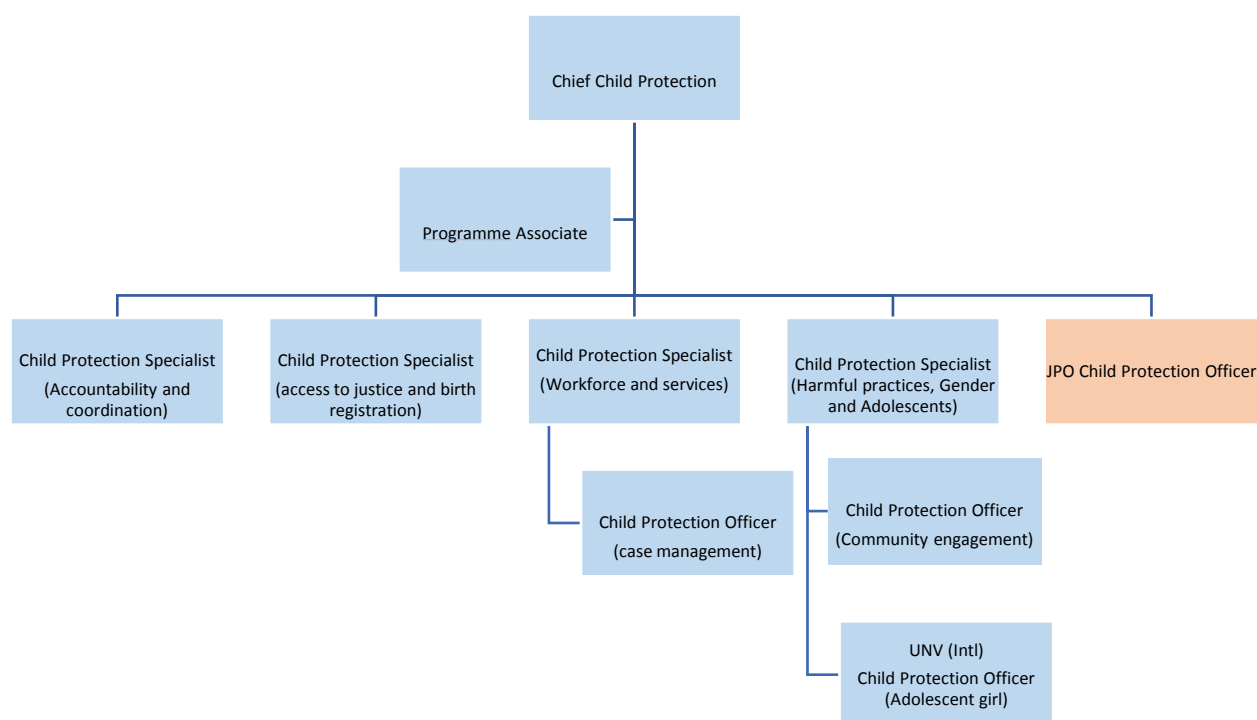 Chief Child Protection
Programme Associate
Child Protection Specialist
(Accountability and
coordination)
Child Protection Specialist
(access to justice and birth
registration)
Child Protection Specialist
(Workforce and services)
Child Protection Specialist
(Harmful practices, Gender
and Adolescents)
JPO Child Protection Officer
Child Protection Officer
(case management)
Child Protection Officer
(Community engagement)
UNV (Intl)
Child Protection Officer
(Adolescent girl)